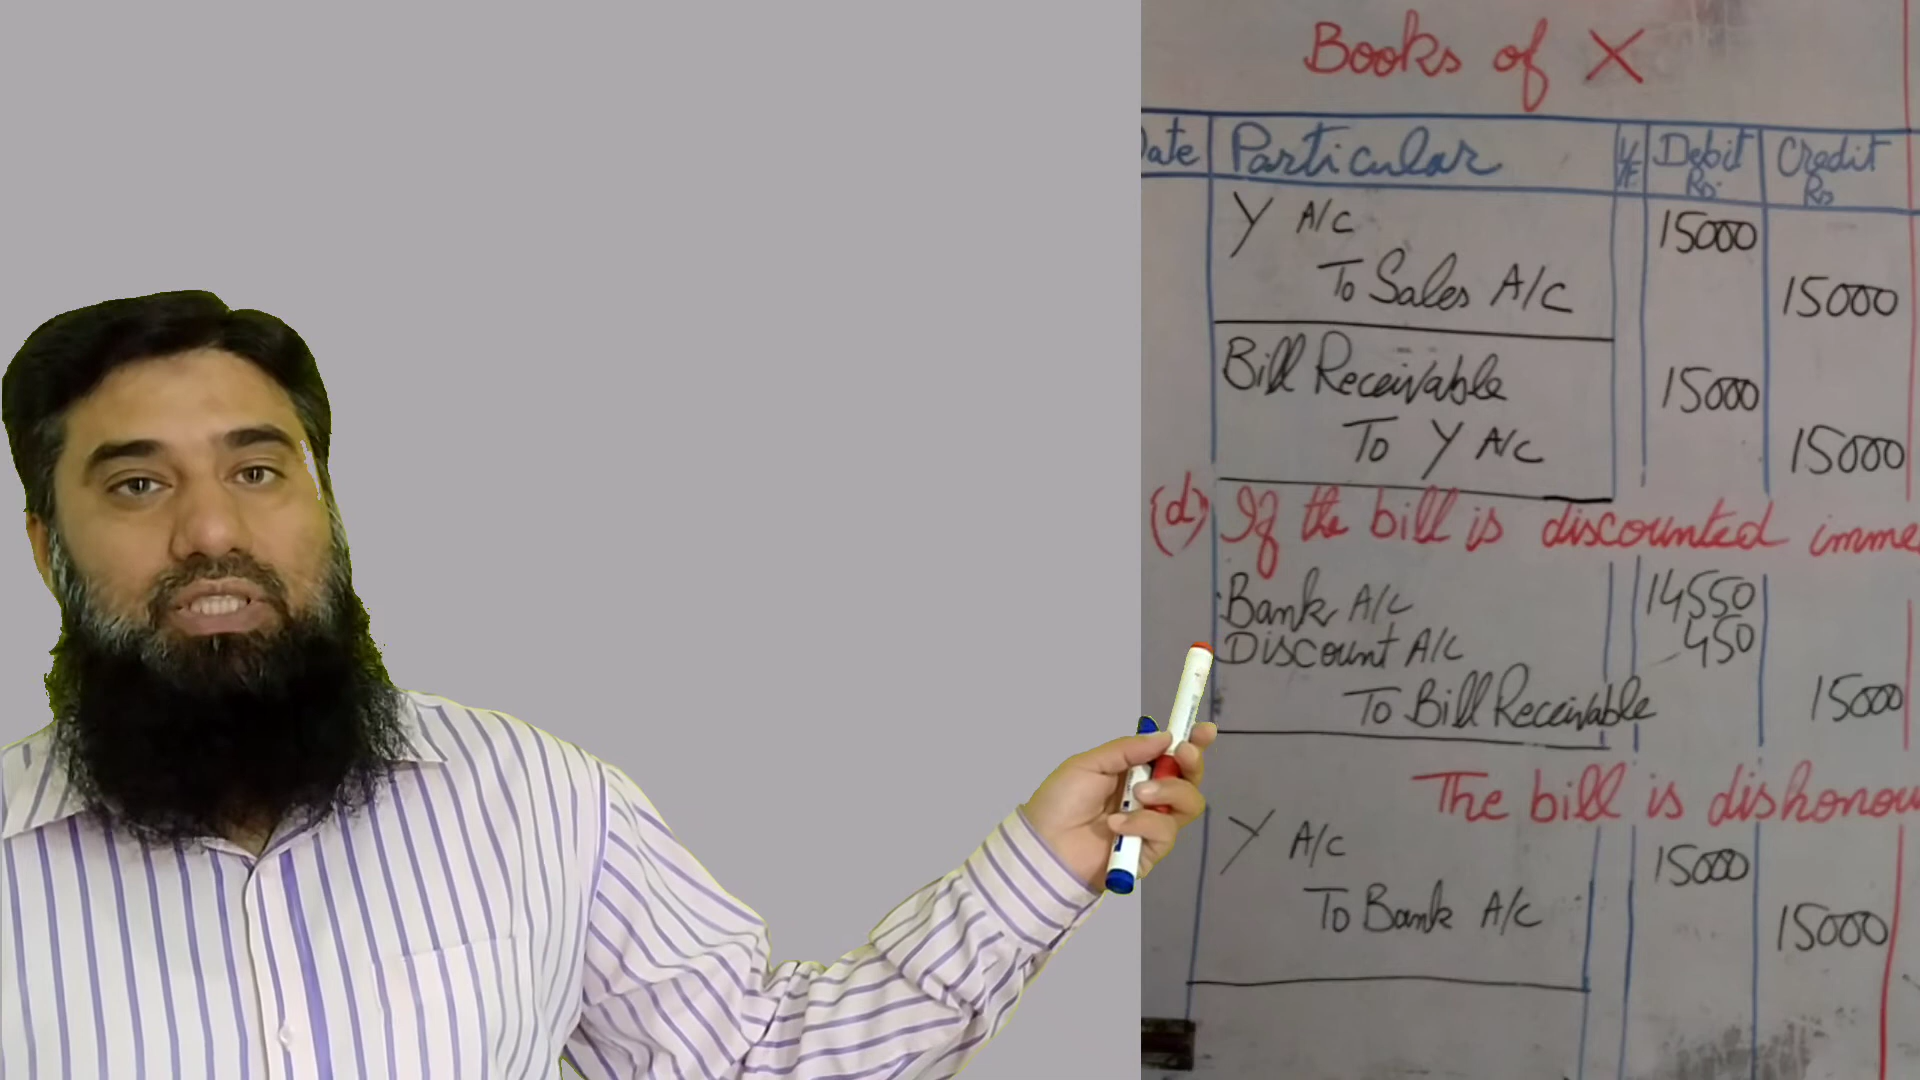 Books of X
Date Particular L/F Debit Rs. Credit Rs
Y A/C 15000
To Sales A/C 15000
Bill Receivable 15000
To Y A/C 15000
(d) If the bill is discounted imme
Bank A/C 14550
Discount A/C 450
To Bill Receivable 15000
The bill is dishonou
Y A/C 15000
To Bank A/C 15000